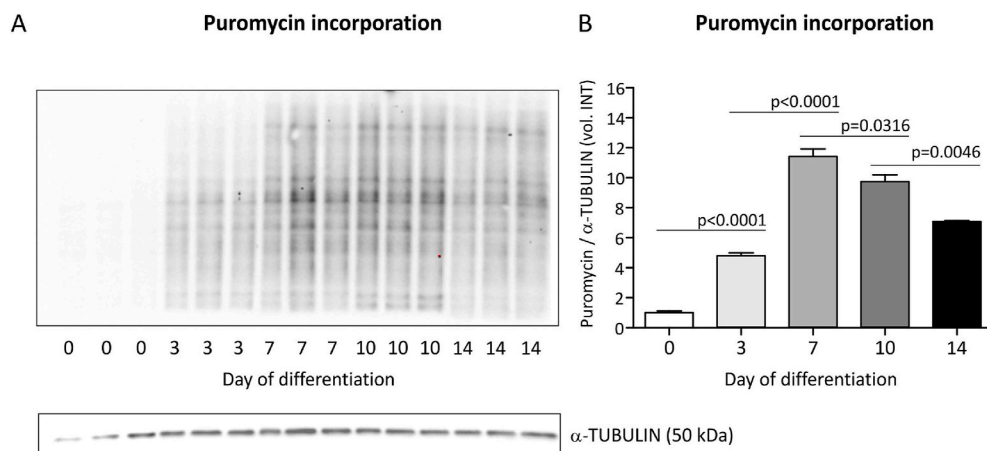 A
Puromycin incorporation
0 0 0 3 3 3 7 7 7 10 10 10 14 14 14
Day of differentiation
α-TUBULIN (50 kDa)
B
Puromycin incorporation
Puromycin / α-TUBULIN (vol. INT)
16
14
12
10
8
6
4
2
0
p<0.0001
p<0.0001
p=0.0316
p=0.0046
0 3 7 10 14
Day of differentiation